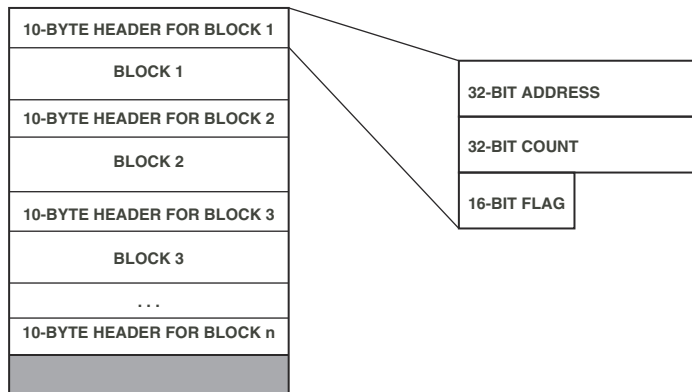 10-BYTE HEADER FOR BLOCK 1
BLOCK 1
10-BYTE HEADER FOR BLOCK 2
BLOCK 2
10-BYTE HEADER FOR BLOCK 3
BLOCK 3
. . .
10-BYTE HEADER FOR BLOCK n
32-BIT ADDRESS
32-BIT COUNT
16-BIT FLAG